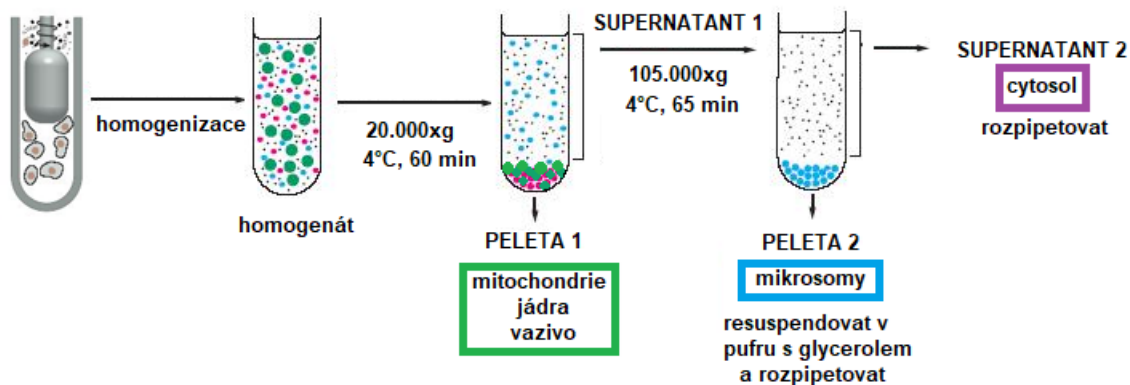 homogenizace
homogenát
20.000xg
4°C, 60 min
PELETA 1
mitochondrie
jádra
vazivo
SUPERNATANT 1
105.000xg
4°C, 65 min
PELETA 2
mikrosomy
resuspendovat v
pufru s glycerolem
a rozpipetovat
SUPERNATANT 2
cytosol
rozpipetovat